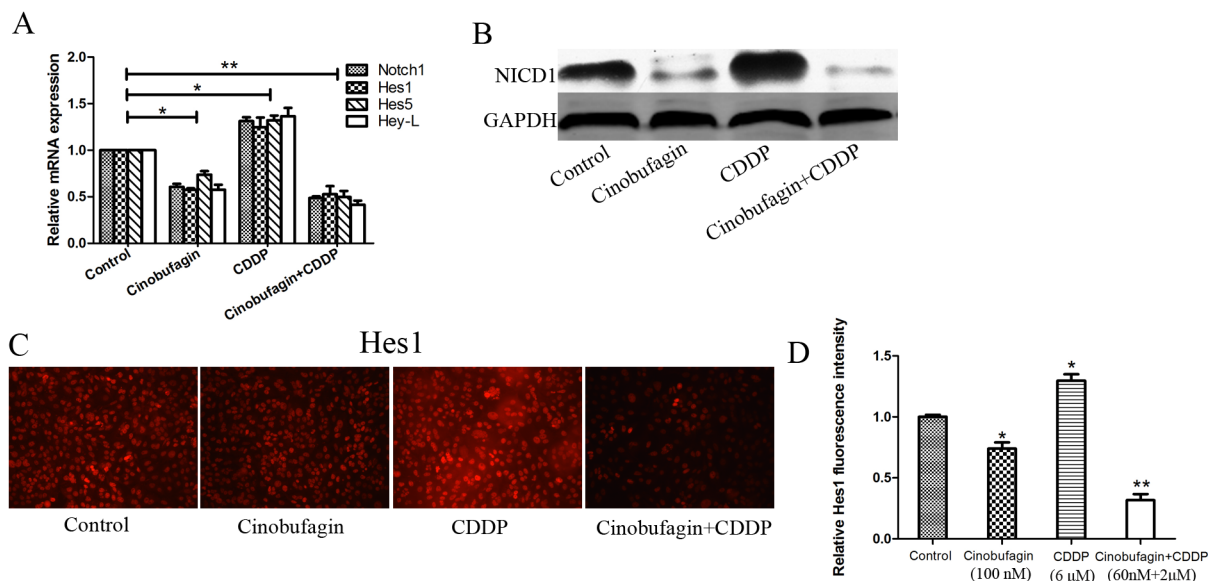 A
Relative mRNA expression
2.0
1.5
1.0
0.5
0.0
**
*
*
Notch1
Hes1
Hes5
Hey-L
Control
Cinobufagin
CDDP
Cinobufagin+CDDP
B
NICD1
GAPDH
Control
Cinobufagin
CDDP
Cinobufagin+CDDP
C
Hes1
Control
Cinobufagin
CDDP
Cinobufagin+CDDP
D
Relative Hes1 fluorescence intensity
1.5
1.0
0.5
0.0
*
*
**
Control
Cinobufagin
(100 nM)
CDDP
(6 μM)
Cinobufagin+CDDP
(60nM+2μM)